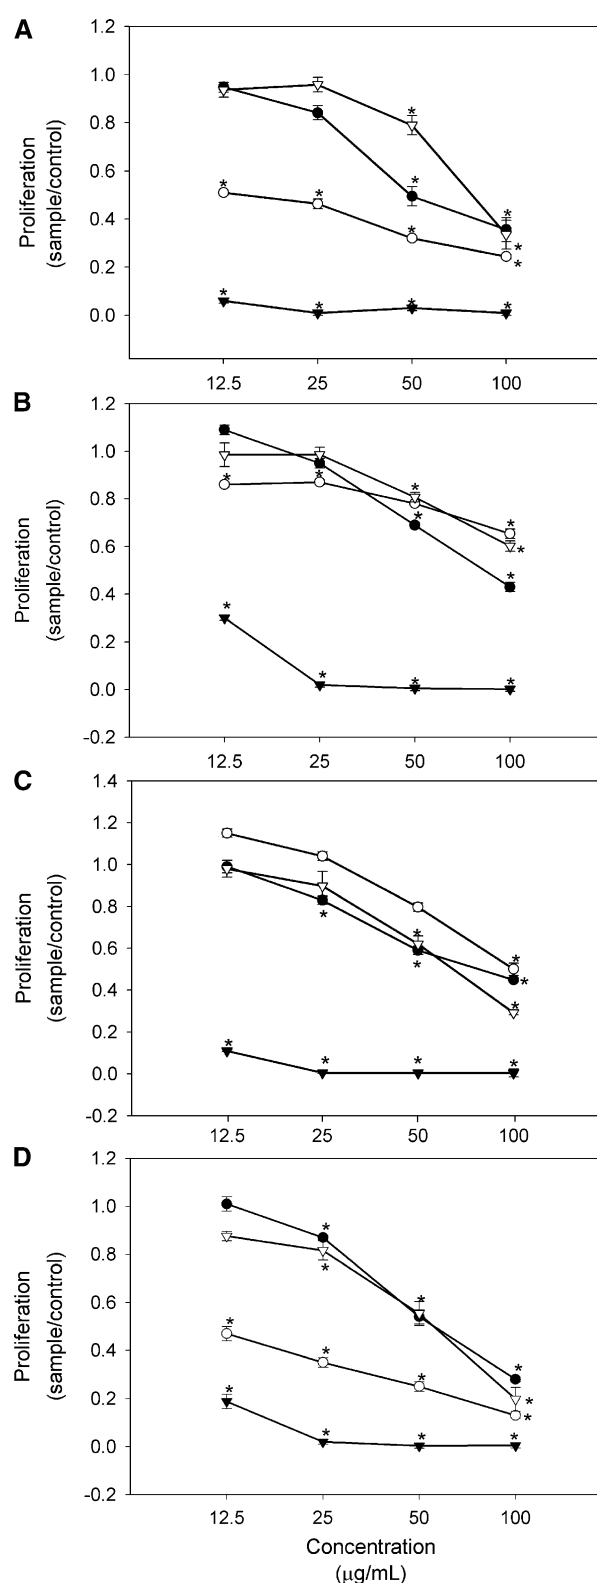 A
1.2
1.0
0.8
0.6
0.4
0.2
0.0
Proliferation
(sample/control)
* * * * * * * * * * *
12.5 25 50 100
B
1.2
1.0
0.8
0.6
0.4
0.2
0.0
-0.2
Proliferation
(sample/control)
* * * * * * * * * * *
12.5 25 50 100
C
1.4
1.2
1.0
0.8
0.6
0.4
0.2
0.0
-0.2
Proliferation
(sample/control)
* * * * * * * * * *
12.5 25 50 100
D
1.2
1.0
0.8
0.6
0.4
0.2
0.0
-0.2
Proliferation
(sample/control)
* * * * * * * * * * * * * *
12.5 25 50 100
Concentration
(μg/mL)